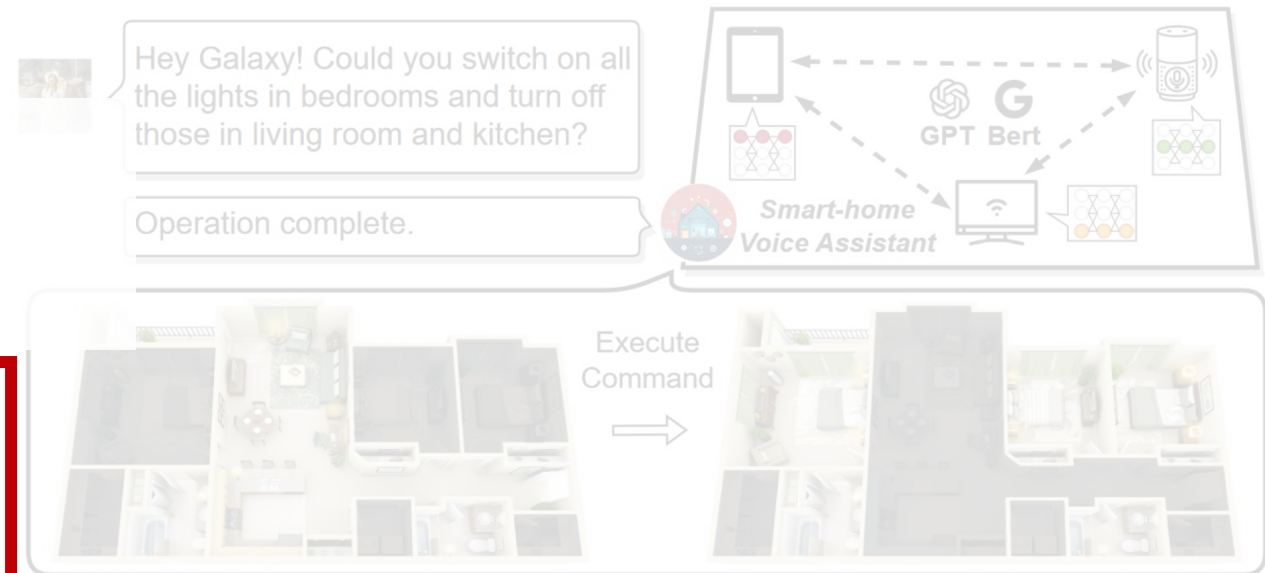 Hey Galaxy! Could you switch on all
the lights in bedrooms and turn off
those in living room and kitchen?
Operation complete.
GPT Bert
Smart-home
Voice Assistant
Execute
Command